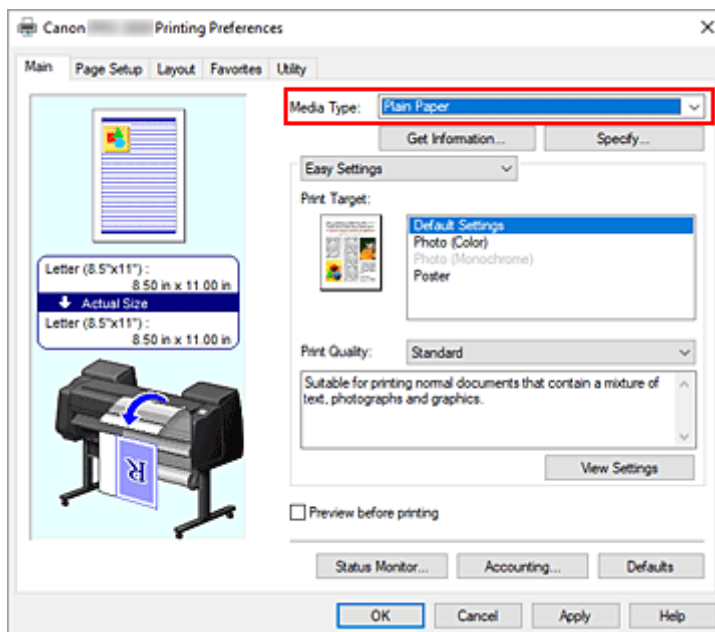 Canon Printing Preferences
Main Page Setup Layout Favorites Utility
Media Type: Plain Paper
Get Information... Specify...
Easy Settings
Print Target:
Default Settings
Photo (Color)
Photo (Monochrome)
Poster
Letter (8.5"x11") :
8.50 in x 11.00 in
Actual Size
Letter (8.5"x11") :
8.50 in x 11.00 in
Print Quality: Standard
Suitable for printing normal documents that contain a mixture of
text, photographs and graphics.
R
View Settings
Preview before printing
Status Monitor... Accounting... Defaults
OK Cancel Apply Help